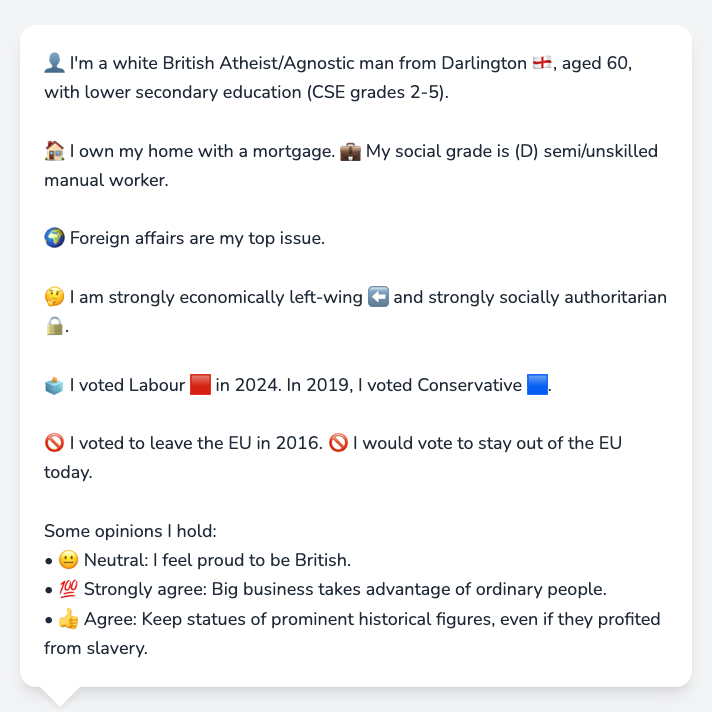 👤 I'm a white British Atheist/Agnostic man from Darlington 🏴󠁧󠁢󠁥󠁮󠁧󠁿, aged 60,
with lower secondary education (CSE grades 2-5).
🏠 I own my home with a mortgage. 💼 My social grade is (D) semi/unskilled
manual worker.
🌍 Foreign affairs are my top issue.
🤔 I am strongly economically left-wing ⬅️ and strongly socially authoritarian
🔒.
🗳️ I voted Labour 🟥 in 2024. In 2019, I voted Conservative 🟦.
🚫 I voted to leave the EU in 2016. 🚫 I would vote to stay out of the EU
today.
Some opinions I hold:
• 😐 Neutral: I feel proud to be British.
• 💯 Strongly agree: Big business takes advantage of ordinary people.
• 👍 Agree: Keep statues of prominent historical figures, even if they profited
from slavery.